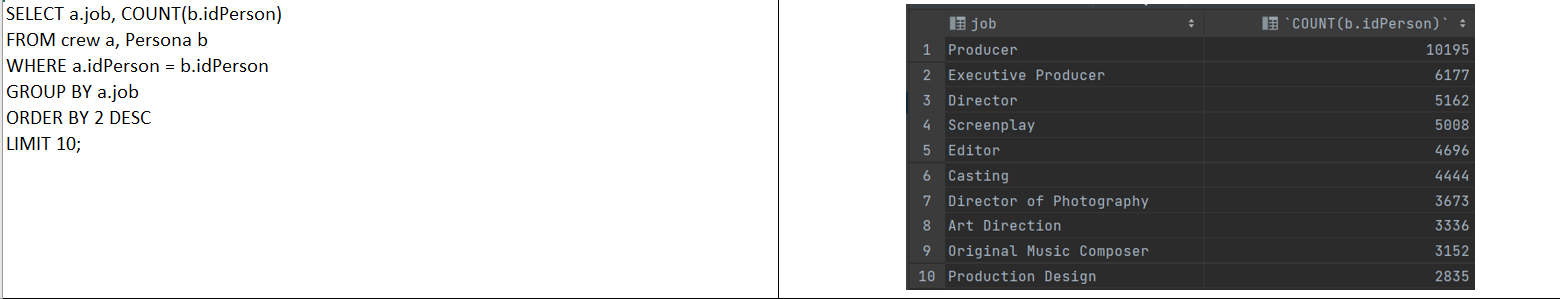 SELECT a.job, COUNT(b.idPerson)
FROM crew a, Persona b
WHERE a.idPerson = b.idPerson
GROUP BY a.job
ORDER BY 2 DESC
LIMIT 10;
job `COUNT(b.idPerson)`
1 Producer 10195
2 Executive Producer 6177
3 Director 5162
4 Screenplay 5008
5 Editor 4696
6 Casting 4444
7 Director of Photography 3673
8 Art Direction 3336
9 Original Music Composer 3152
10 Production Design 2835